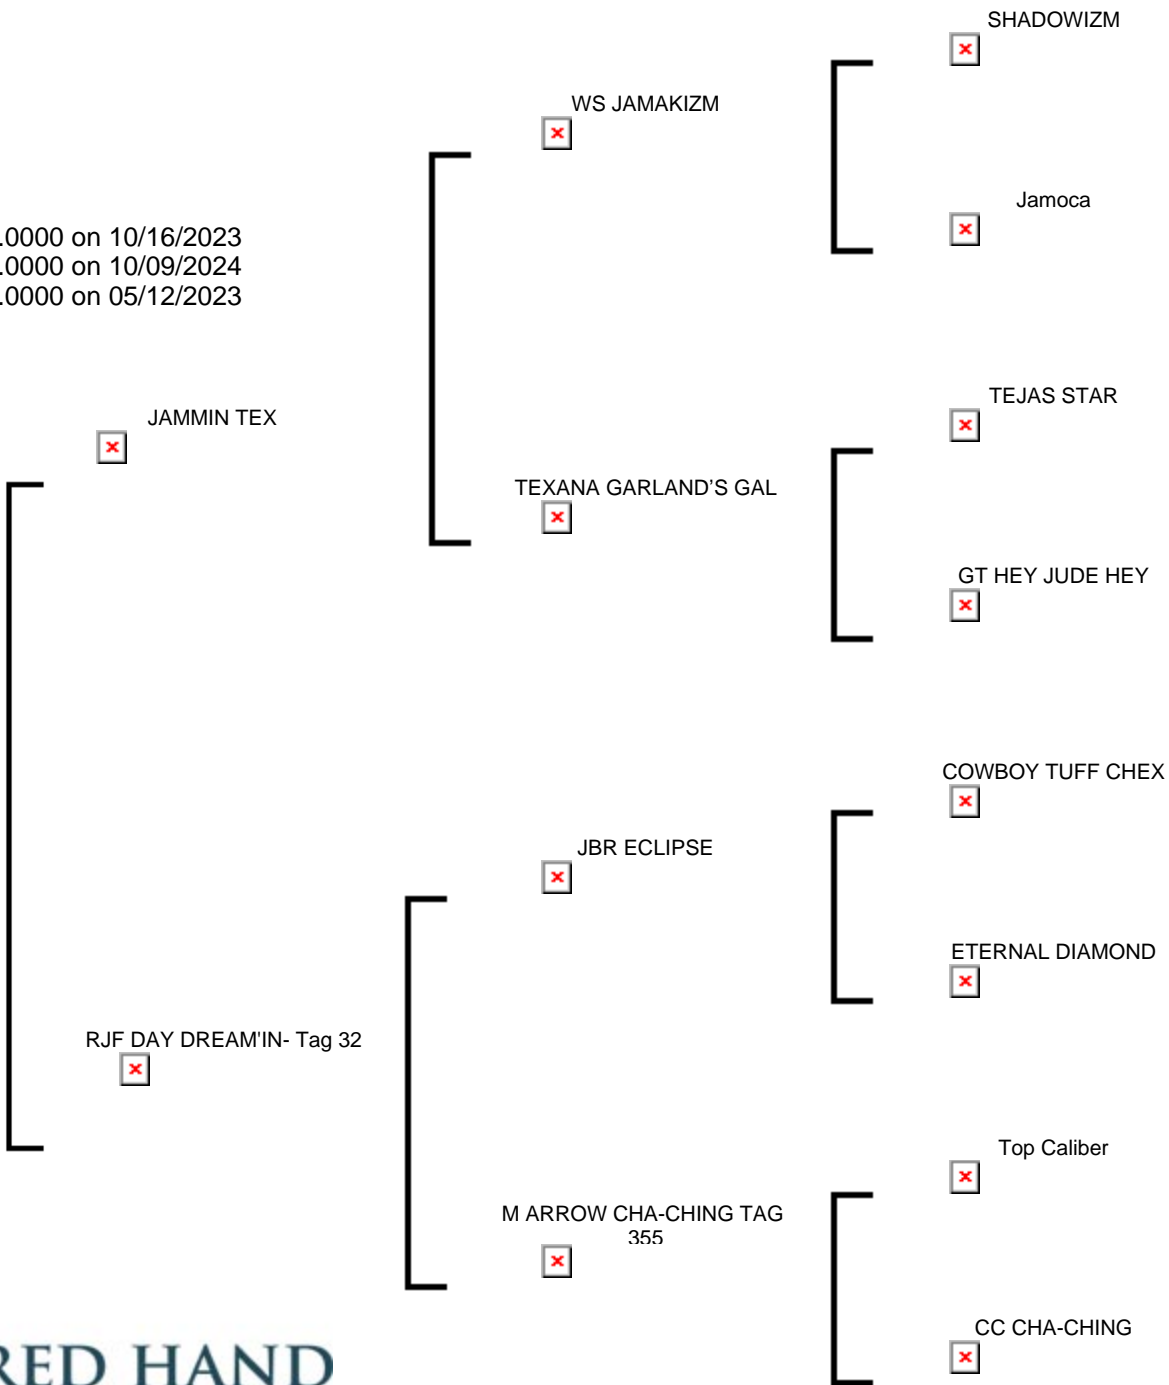 SHADOWIZM
WS JAMAKIZM
Jamoca
.0000 on 10/16/2023
.0000 on 10/09/2024
.0000 on 05/12/2023
TEJAS STAR
JAMMIN TEX
TEXANA GARLAND'S GAL
GT HEY JUDE HEY
COWBOY TUFF CHEX
JBR ECLIPSE
ETERNAL DIAMOND
RJF DAY DREAM'IN- Tag 32
Top Caliber
M ARROW CHA-CHING TAG
355
CC CHA-CHING
RED HAND